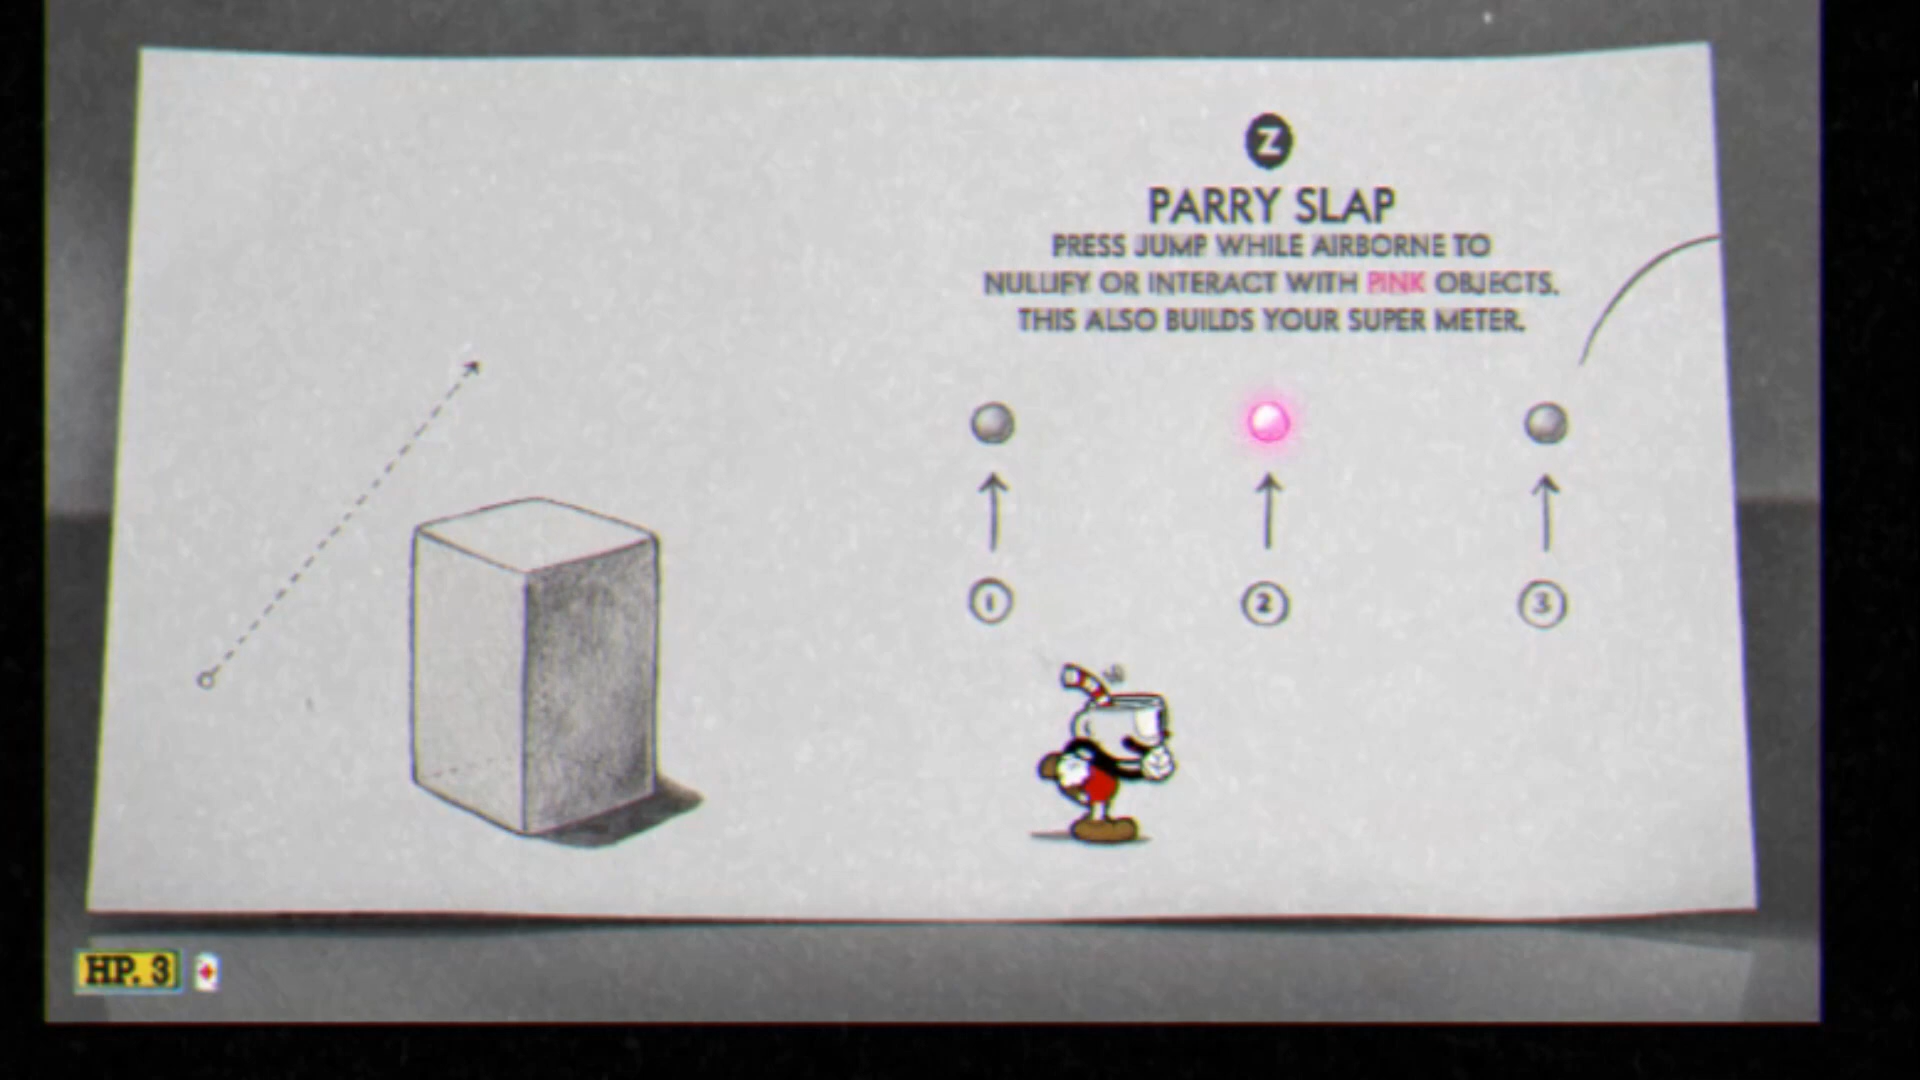 Z
PARRY SLAP
PRESS JUMP WHILE AIRBORNE TO
NULLIFY OR INTERACT WITH PINK OBJECTS.
THIS ALSO BUILDS YOUR SUPER METER.
1 2 3
HP. 3